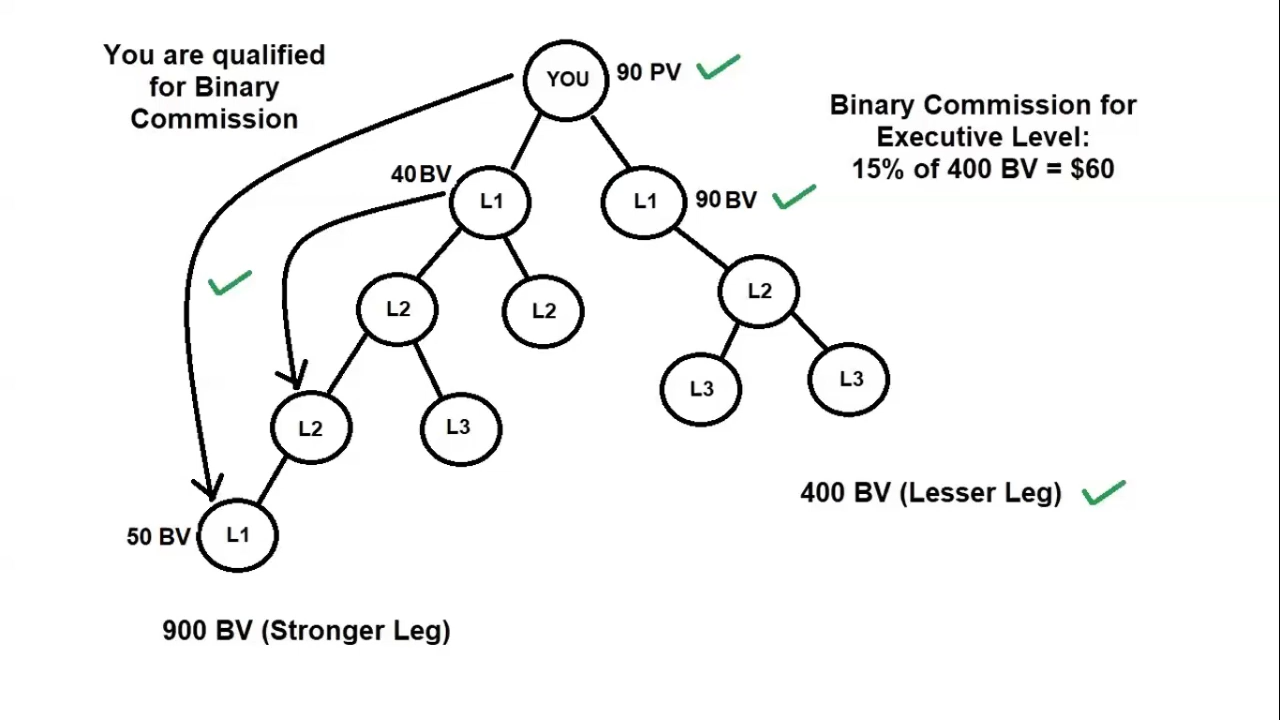 You are qualified
for Binary
Commission
YOU
90 PV
Binary Commission for
Executive Level:
15% of 400 BV = $60
40 BV
L1
L1
90 BV
L2
L2
L2
L3
L3
L2
L3
400 BV (Lesser Leg)
50 BV
L1
900 BV (Stronger Leg)